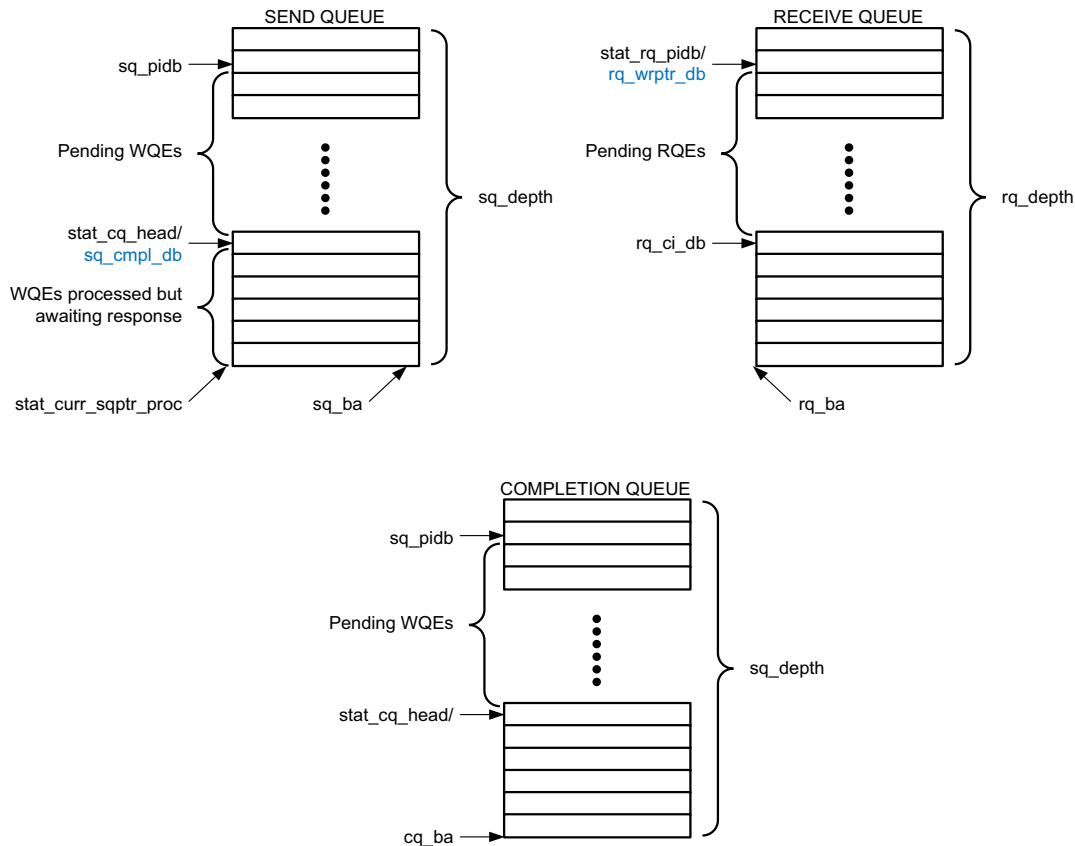 SEND QUEUE
sq_pidb
Pending WQEs
sq_depth
stat_cq_head/
sq_cmpl_db
WQEs processed but
awaiting response
stat_curr_sqptr_proc
sq_ba
RECEIVE QUEUE
stat_rq_pidb/
rq_wrptr_db
Pending RQEs
rq_depth
rq_ci_db
rq_ba
COMPLETION QUEUE
sq_pidb
Pending WQEs
sq_depth
stat_cq_head/
cq_ba